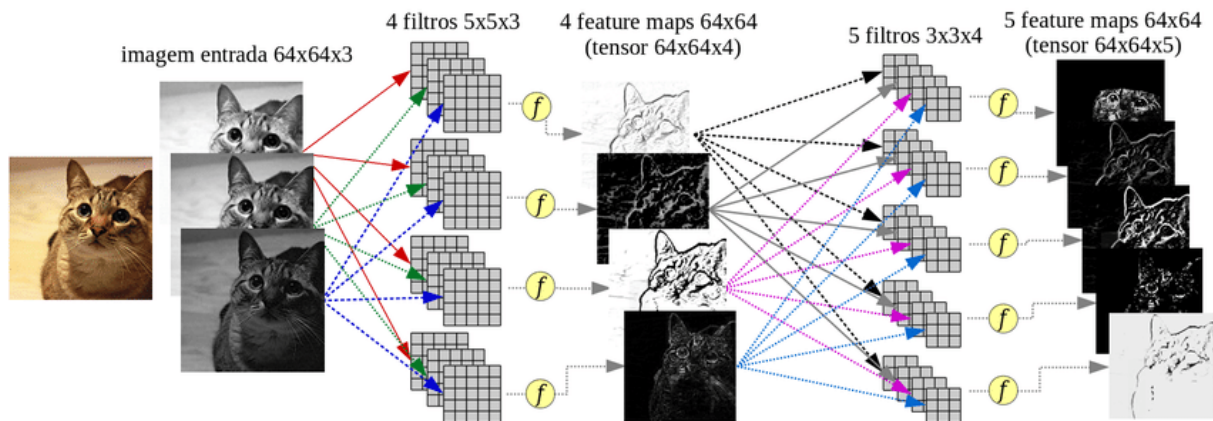 imagem entrada 64x64x3
4 filtros 5x5x3
4 feature maps 64x64
(tensor 64x64x4)
5 filtros 3x3x4
5 feature maps 64x64
(tensor 64x64x5)
f
f
f
f
f
f
f
f
f